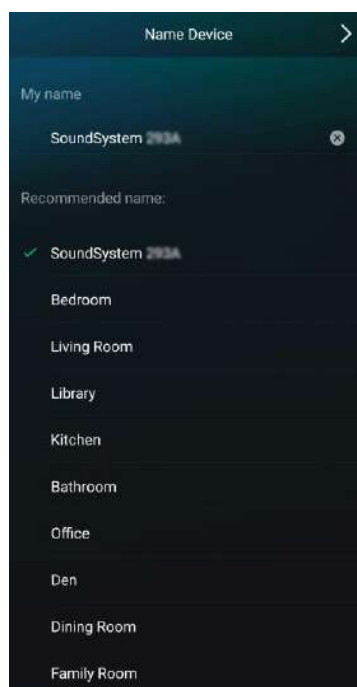 Name Device
My name
SoundSystem
Recommended name:
SoundSystem
Bedroom
Living Room
Library
Kitchen
Bathroom
Office
Den
Dining Room
Family Room